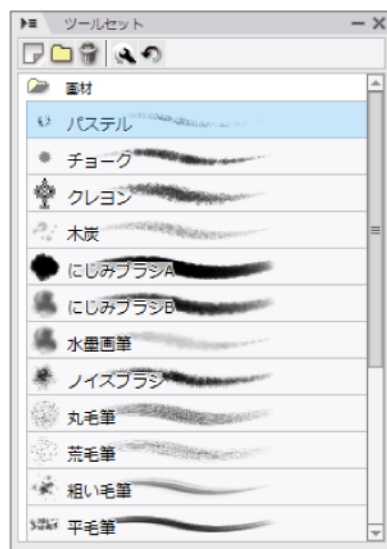 ツールセット
画材
パステル
チョーク
クレヨン
木炭
にじみブラシA
にじみブラシB
水墨画筆
ノイズブラシ
丸毛筆
荒毛筆
粗い毛筆
平毛筆